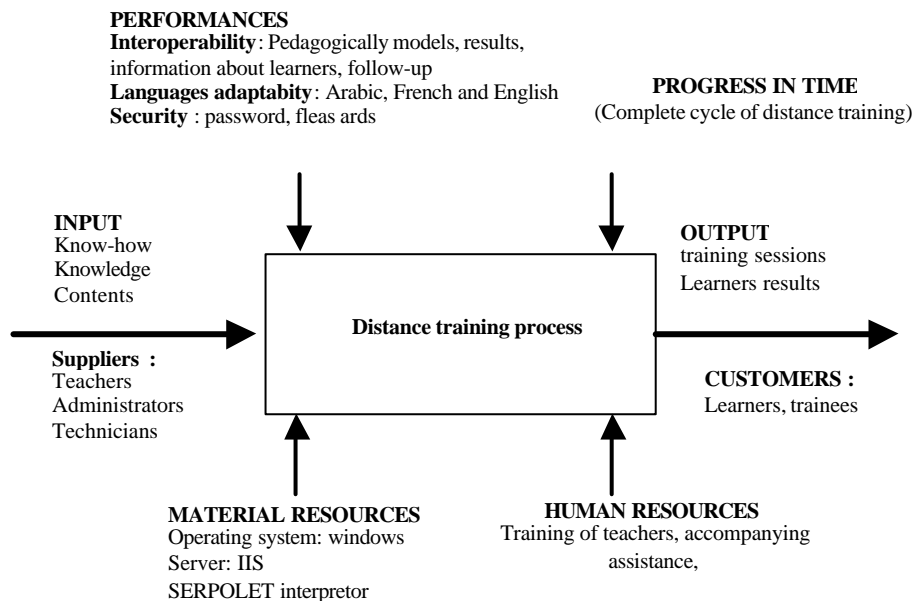 PERFORMANCES
Interoperability: Pedagogically models, results,
information about learners, follow-up
Languages adaptabity: Arabic, French and English
Security : password, fleas ards
PROGRESS IN TIME
(Complete cycle of distance training)
INPUT
Know-how
Knowledge
Contents
OUTPUT
training sessions
Learners results
Distance training process
Suppliers :
Teachers
Administrators
Technicians
CUSTOMERS :
Learners, trainees
MATERIAL RESOURCES
Operating system: windows
Server: IIS
SERPOLET interpretor
HUMAN RESOURCES
Training of teachers, accompanying
assistance,